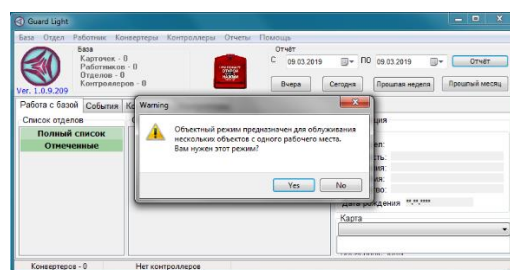 Guard Light
База Отдел Работник Конвертеры Контроллеры Отчеты Помощь
База
Карточек - 0
Работников - 0
Отделов - 0
Контроллеров - 0
Ver. 1.0.9.209
Отчёт
С 09.03.2019 ПО 09.03.2019 Отчёт
Вчера Сегодня Прошлая неделя Прошлый месяц
Работа с базой События
Список отделов
Полный список
Отмеченные
Warning
Объектный режим предназначен для облуживания
нескольких объектов с одного рабочего места.
Вам нужен этот режим?
Yes No
Дата рождения **.**.****
Карта
Конвертеров - 0 Нет контроллеров